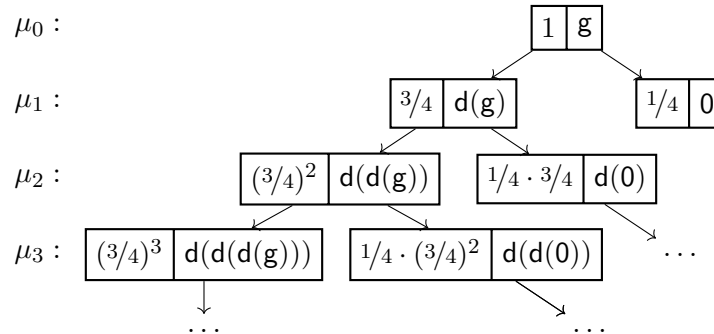 μ₀ : 1 g
μ₁ : 3/4 d(g) 1/4 0
μ₂ : (3/4)² d(d(g)) 1/4 · 3/4 d(0)
μ₃ : (3/4)³ d(d(d(g))) 1/4 · (3/4)² d(d(0)) ...
... ...